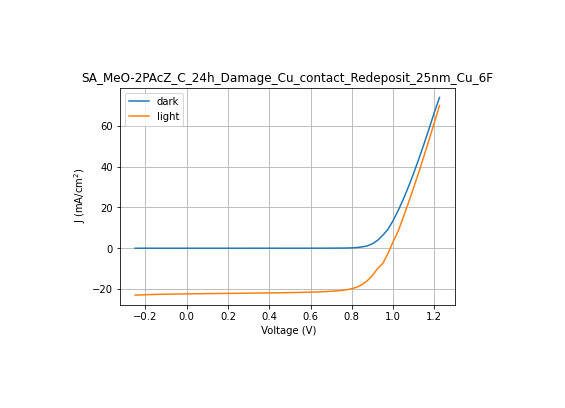 SA_MeO-2PAcZ_C_24h_Damage_Cu_contact_Redeposit_25nm_Cu_6F
dark
light
J (mA/cm²)
60
40
20
0
−20
−0.2 0.0 0.2 0.4 0.6 0.8 1.0 1.2
Voltage (V)